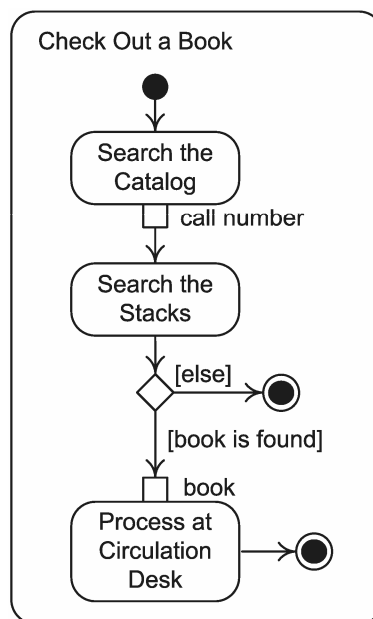 Check Out a Book
Search the
Catalog
call number
Search the
Stacks
[else]
[book is found]
book
Process at
Circulation
Desk